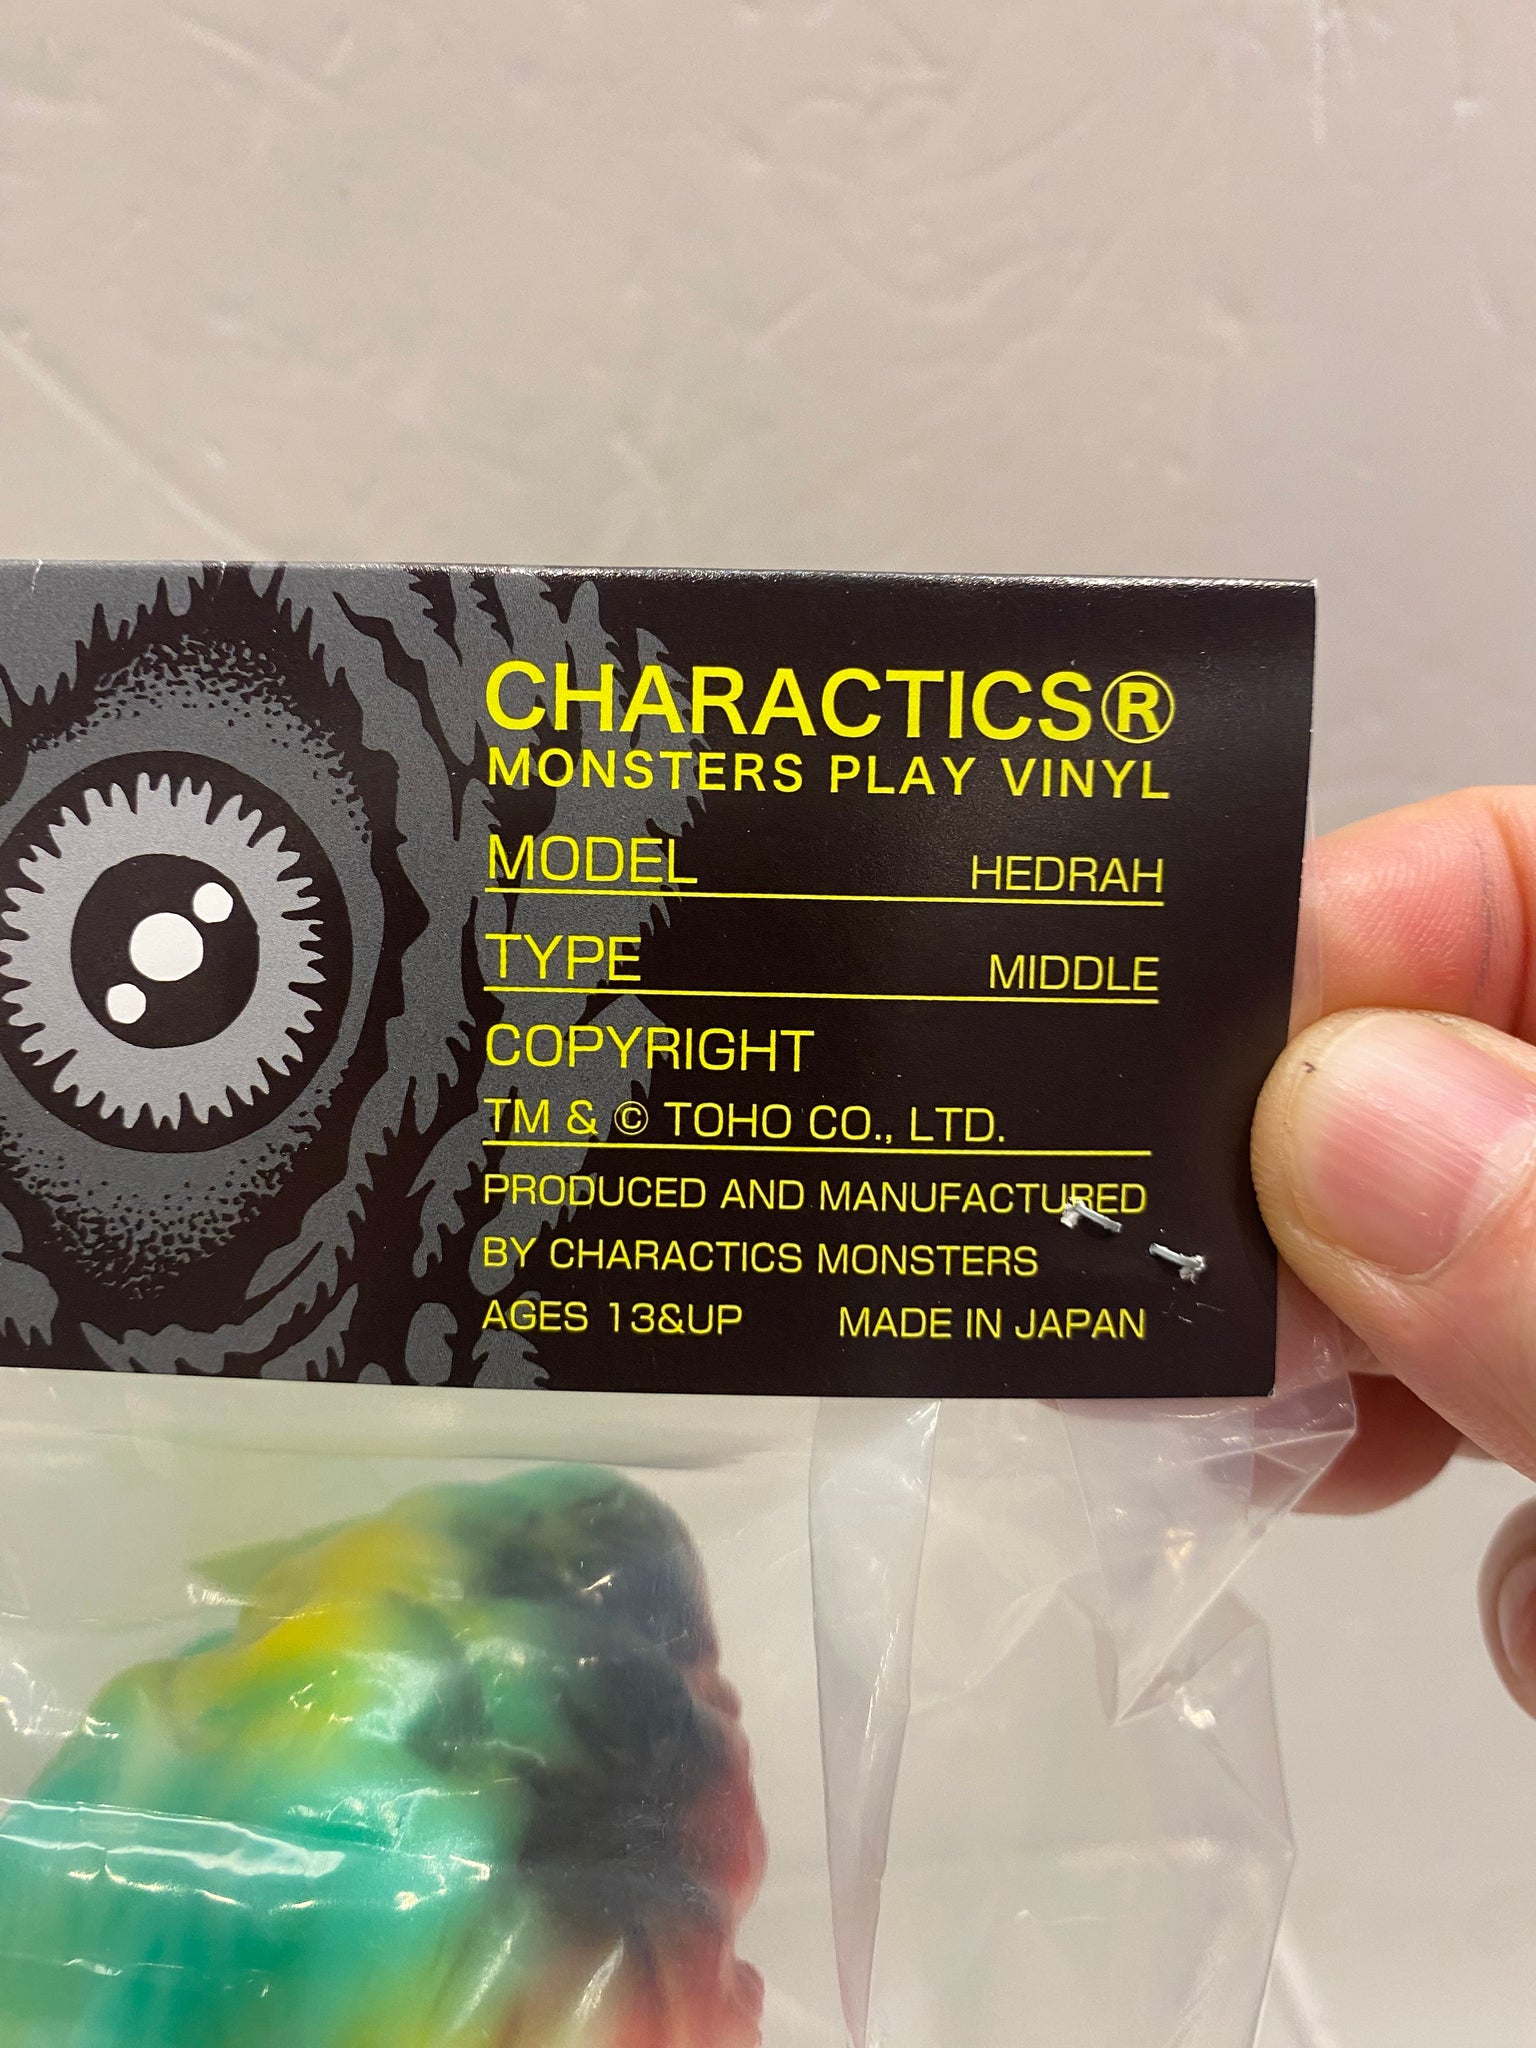 CHARACTICS®
MONSTERS PLAY VINYL
MODEL HEDRAH
TYPE MIDDLE
COPYRIGHT
TM & © TOHO CO., LTD.
PRODUCED AND MANUFACTURED
BY CHARACTICS MONSTERS
AGES 13&UP MADE IN JAPAN